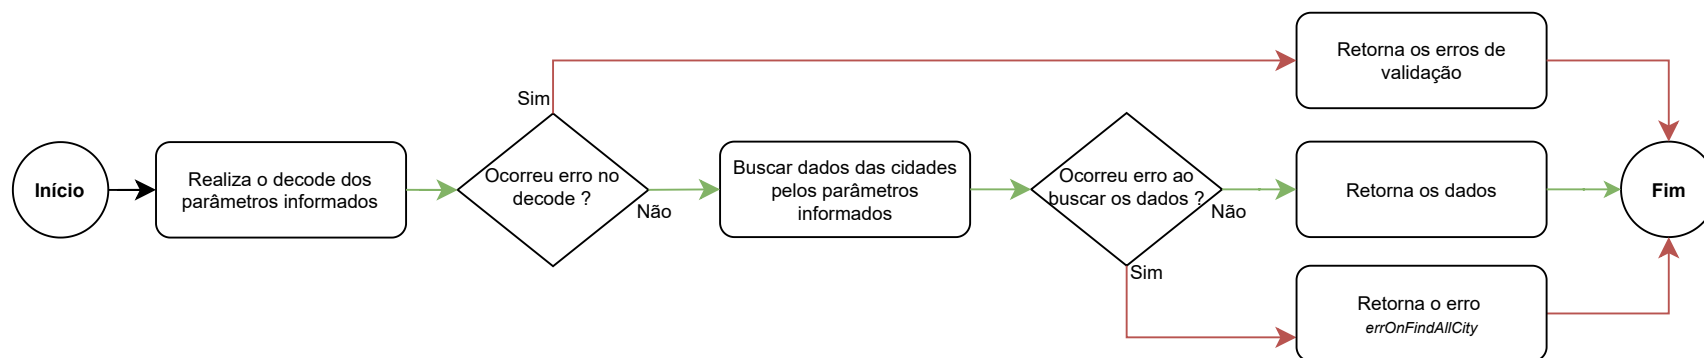 Início
Realiza o decode dos
parâmetros informados
Sim
Ocorreu erro no
decode ?
Não
Buscar dados das cidades
pelos parâmetros
informados
Ocorreu erro ao
buscar os dados ?
Não
Sim
Retorna os erros de
validação
Retorna os dados
Retorna o erro
errOnFindAllCity
Fim